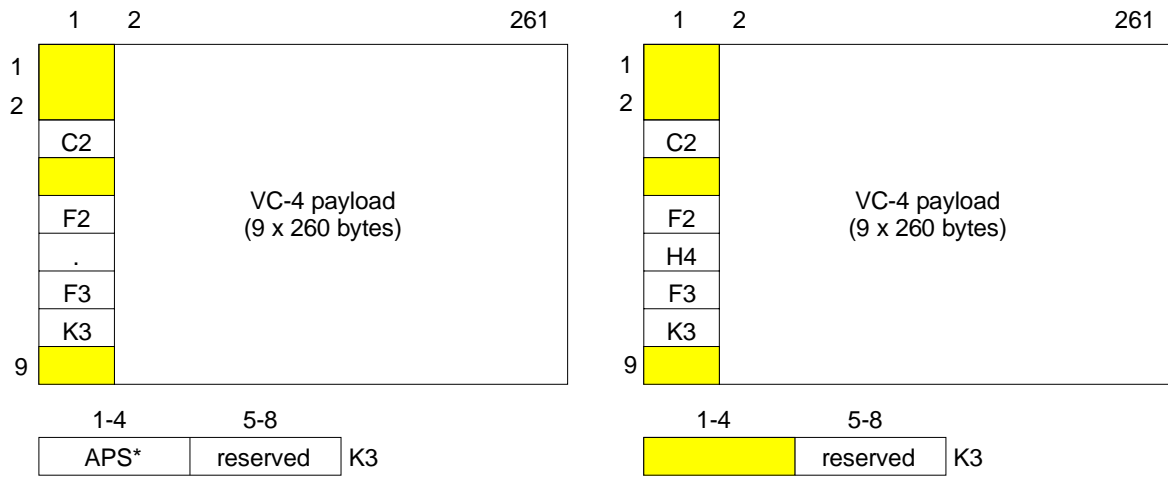 1 2 261
1
2
C2
F2
.
F3
K3
9
VC-4 payload
(9 x 260 bytes)
1-4 5-8
APS* reserved K3
1 2 261
1
2
C2
F2
H4
F3
K3
9
VC-4 payload
(9 x 260 bytes)
1-4 5-8
reserved K3